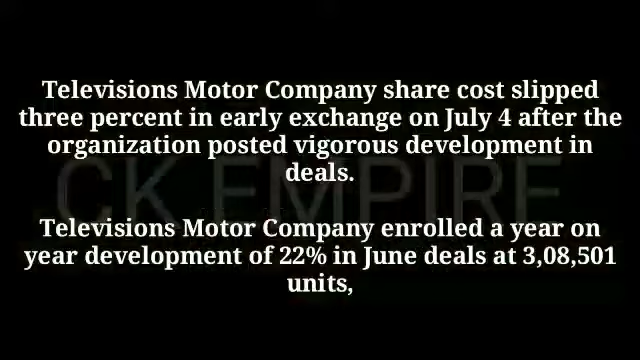 Televisions Motor Company share cost slipped
three percent in early exchange on July 4 after the
organization posted vigorous development in
deals.
CK EMPIRE
Televisions Motor Company enrolled a year on
year development of 22% in June deals at 3,08,501
units,